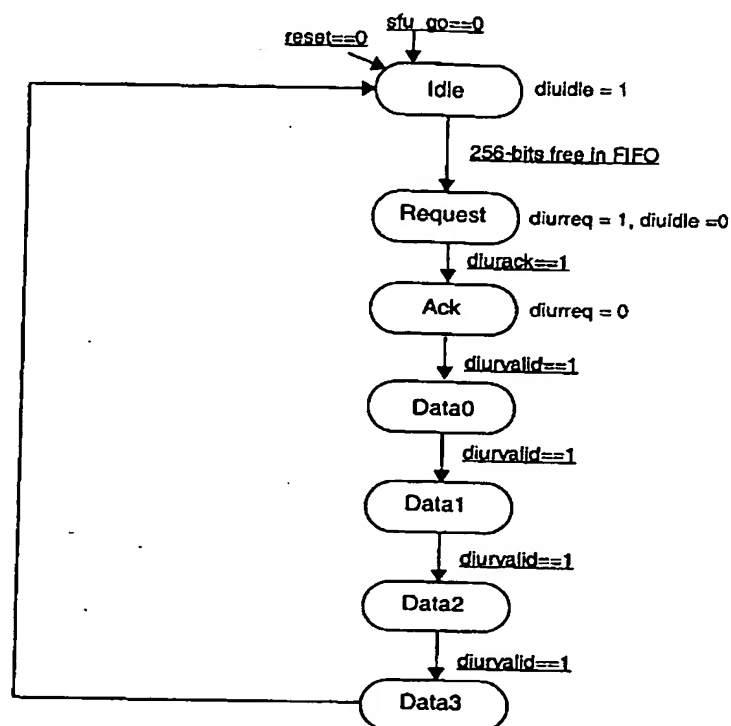 sfu_go==0
reset==0
Idle
diuidle = 1
256-bits free in FIFO
Request
diurreq = 1, diuidle =0
diurack==1
Ack
diurreq = 0
diurvalid==1
Data0
diurvalid==1
Data1
diurvalid==1
Data2
diurvalid==1
Data3